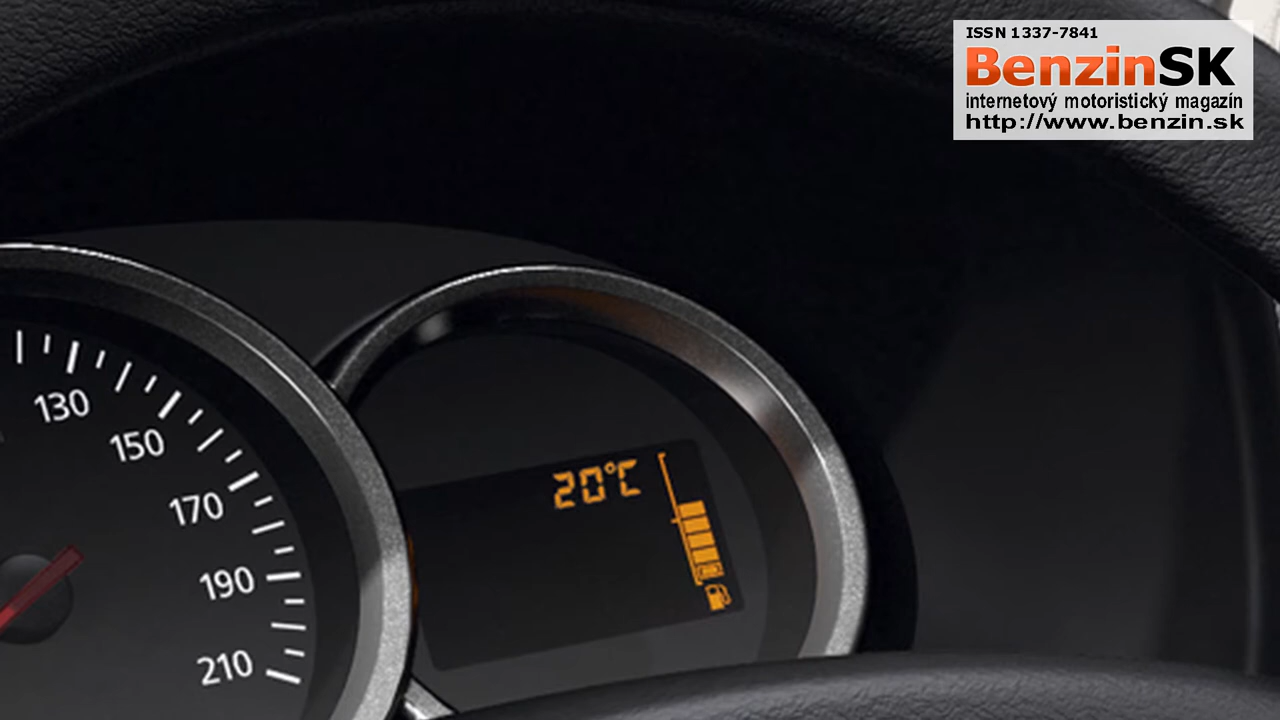 ISSN 1337-7841
BenzinSK
internetový motoristický magazín
http://www.benzin.sk
130
150
170
190
210
20°C